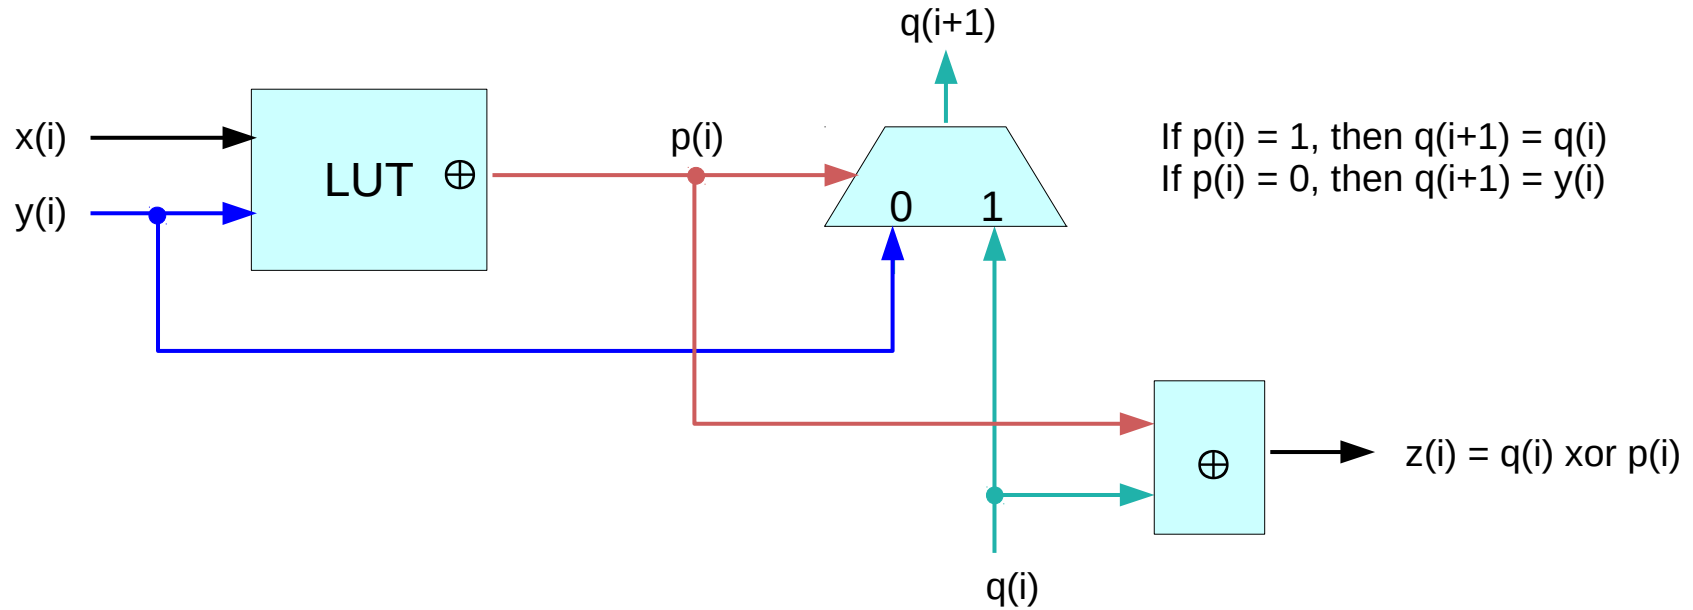 q(i+1)
x(i)
y(i)
LUT ⊕
p(i)
0 1
If p(i) = 1, then q(i+1) = q(i)
If p(i) = 0, then q(i+1) = y(i)
⊕
z(i) = q(i) xor p(i)
q(i)